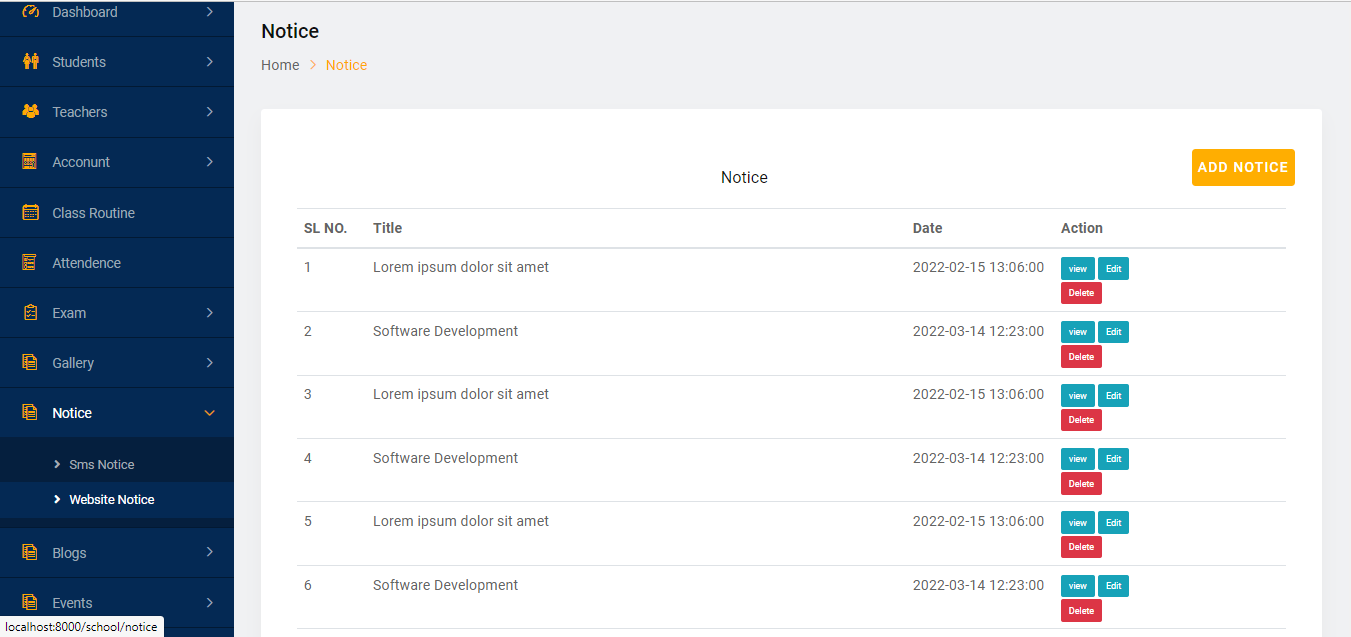 Dashboard
Students
Teachers
Acconunt
Class Routine
Attendence
Exam
Gallery
Notice
Sms Notice
Website Notice
Blogs
Events
localhost:8000/school/notice
Notice
Home > Notice
ADD NOTICE
Notice
SL NO. Title Date Action
1 Lorem ipsum dolor sit amet 2022-02-15 13:06:00 view Edit
Delete
2 Software Development 2022-03-14 12:23:00 view Edit
Delete
3 Lorem ipsum dolor sit amet 2022-02-15 13:06:00 view Edit
Delete
4 Software Development 2022-03-14 12:23:00 view Edit
Delete
5 Lorem ipsum dolor sit amet 2022-02-15 13:06:00 view Edit
Delete
6 Software Development 2022-03-14 12:23:00 view Edit
Delete